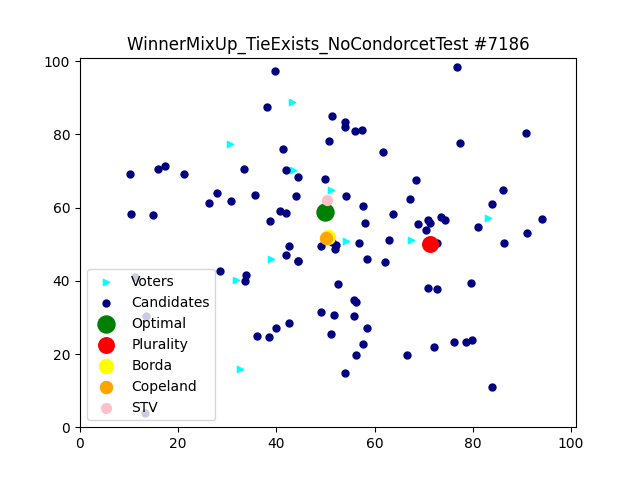 WinnerMixUp_TieExists_NoCondorcetTest #7186
100
80
60
40
20
0
Voters
Candidates
Optimal
Plurality
Borda
Copeland
STV
0 20 40 60 80 100